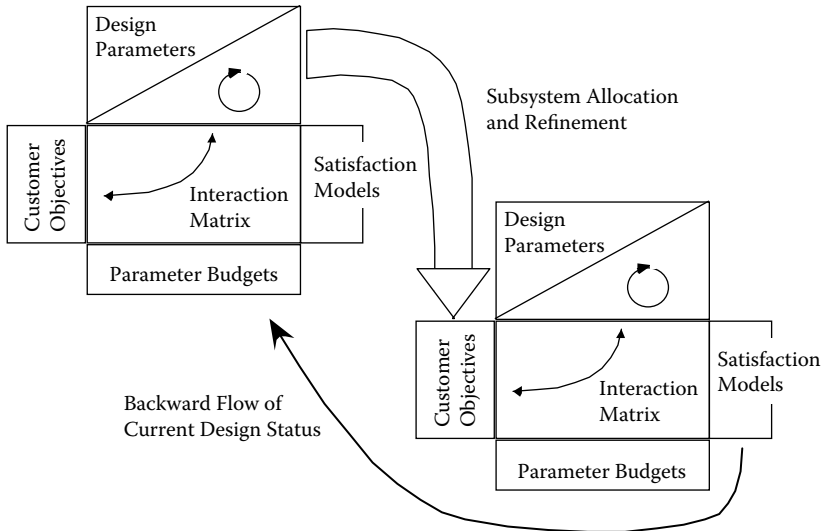 Design
Parameters
Customer
Objectives
Interaction
Matrix
Satisfaction
Models
Parameter Budgets
Subsystem Allocation
and Refinement
Design
Parameters
Customer
Objectives
Interaction
Matrix
Satisfaction
Models
Parameter Budgets
Backward Flow of
Current Design Status